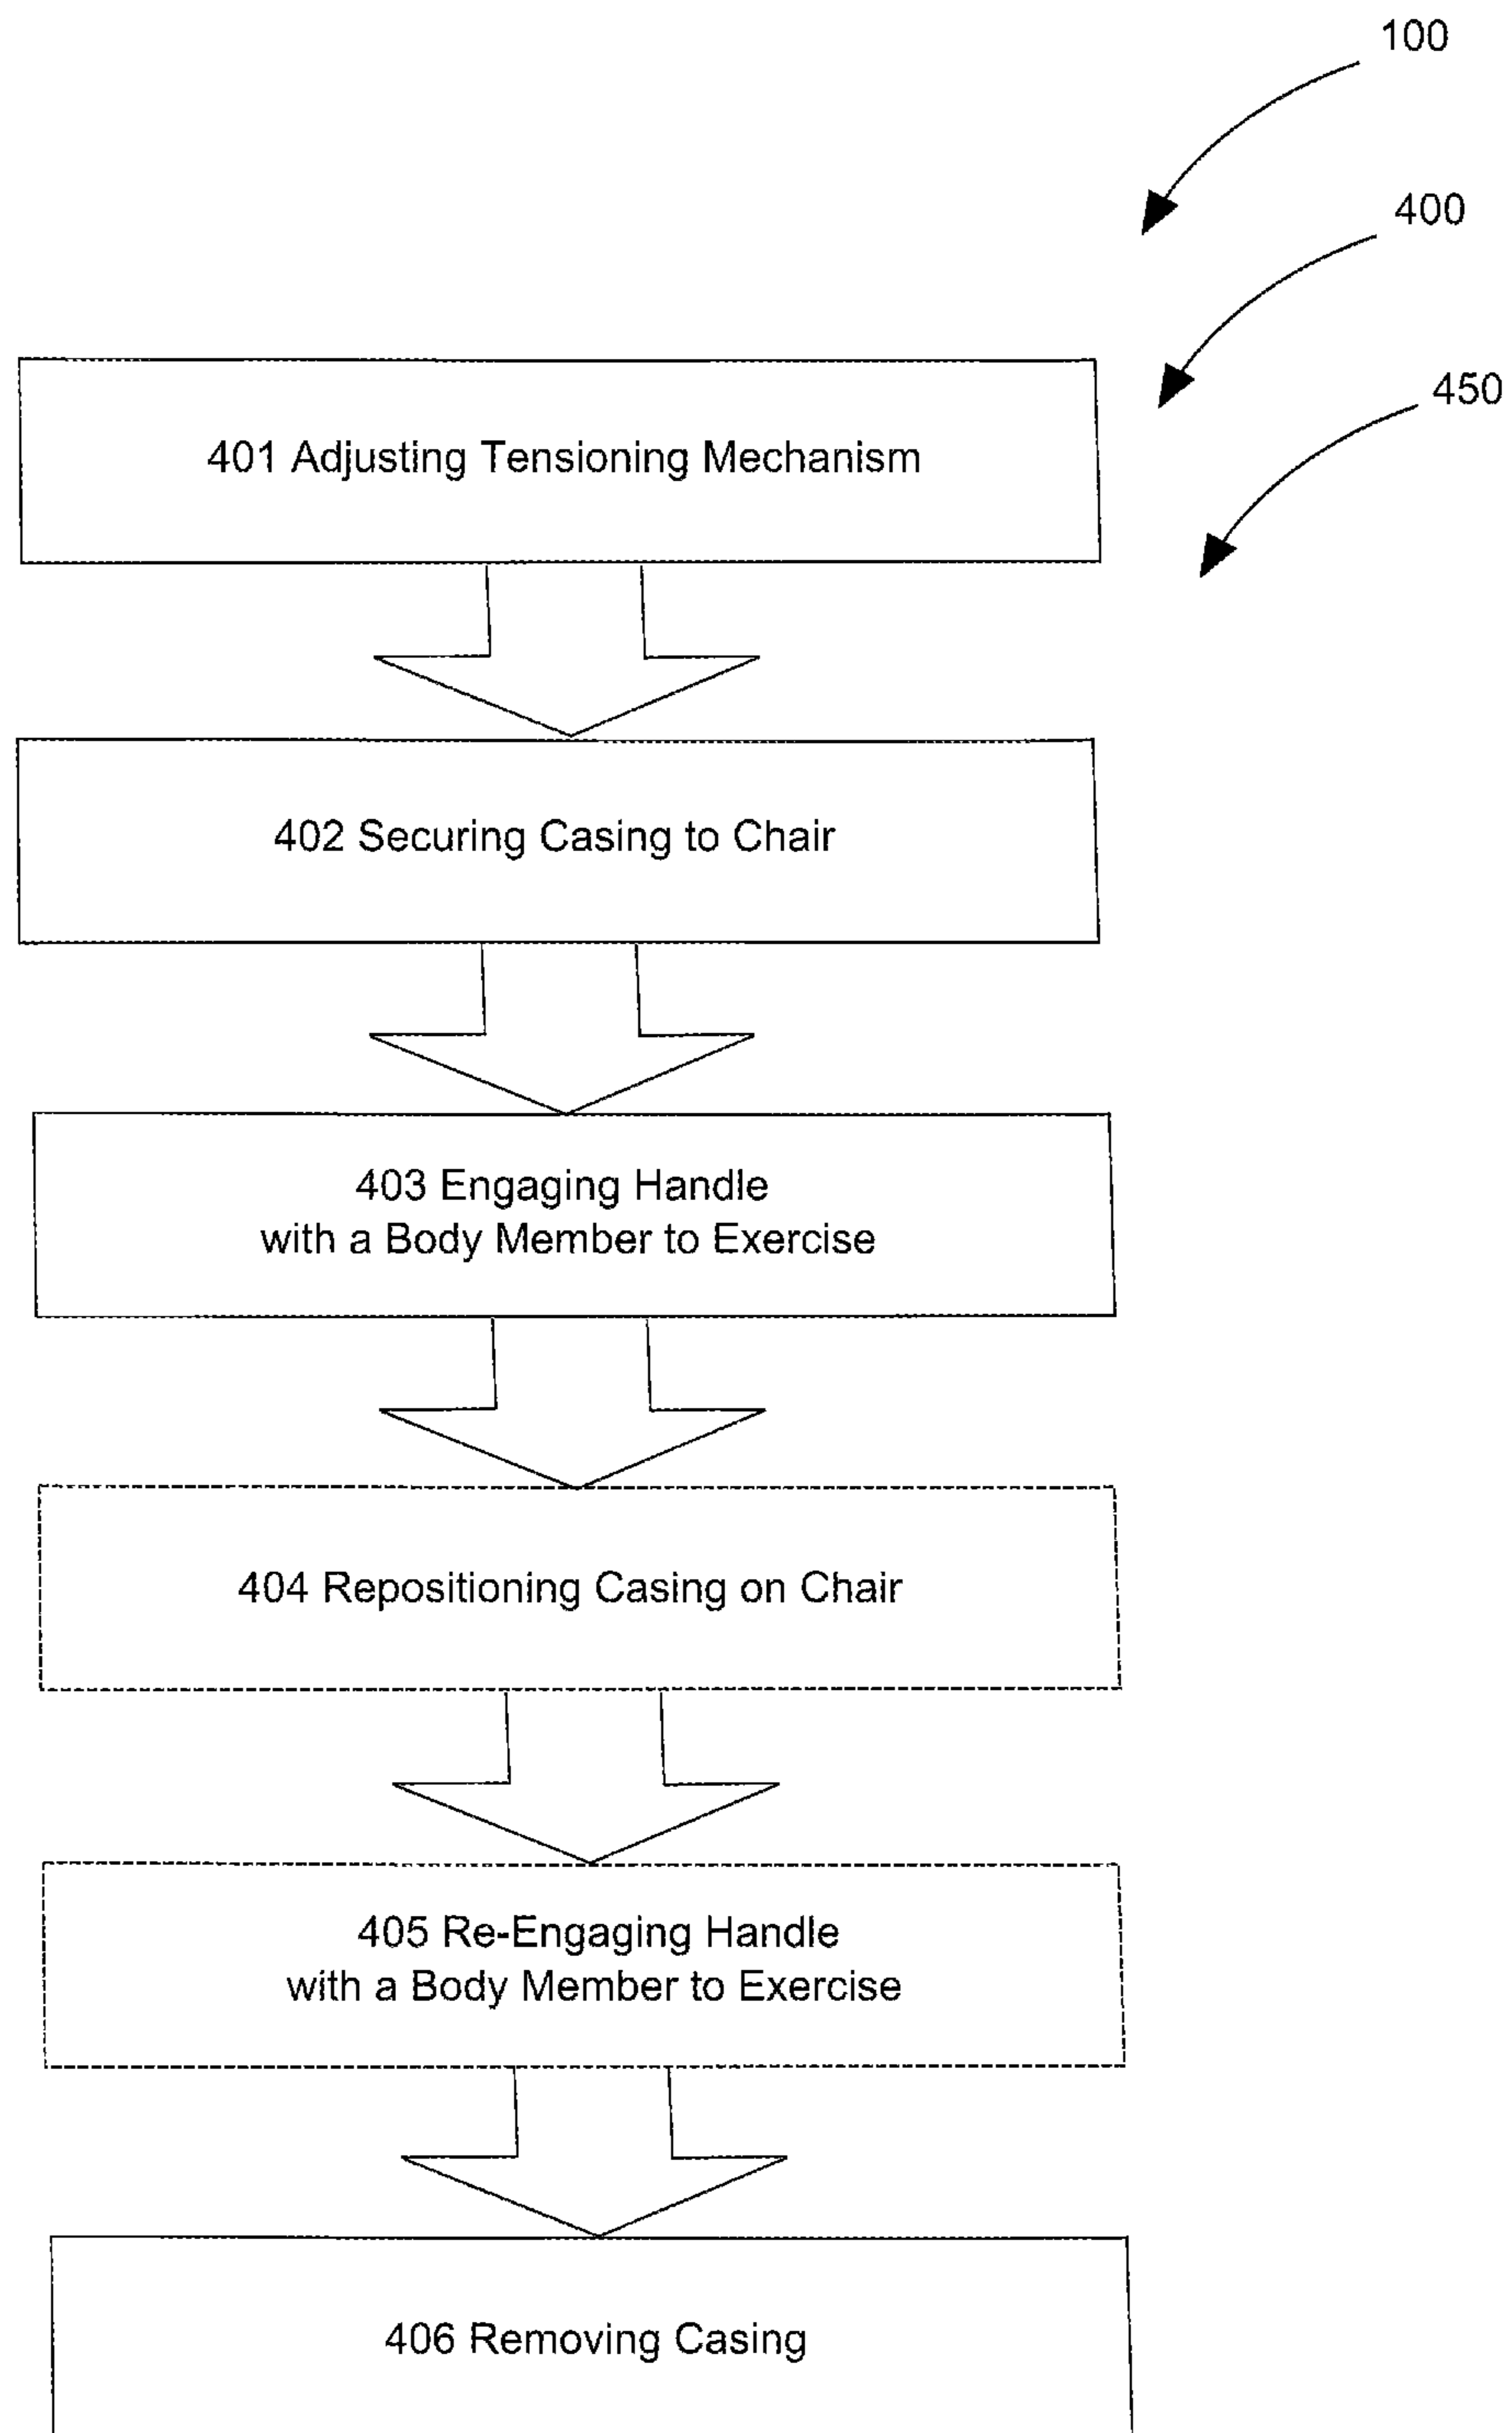 100
400
450
401 Adjusting Tensioning Mechanism
402 Securing Casing to Chair
403 Engaging Handle
with a Body Member to Exercise
404 Repositioning Casing on Chair
405 Re-Engaging Handle
with a Body Member to Exercise
406 Removing Casing